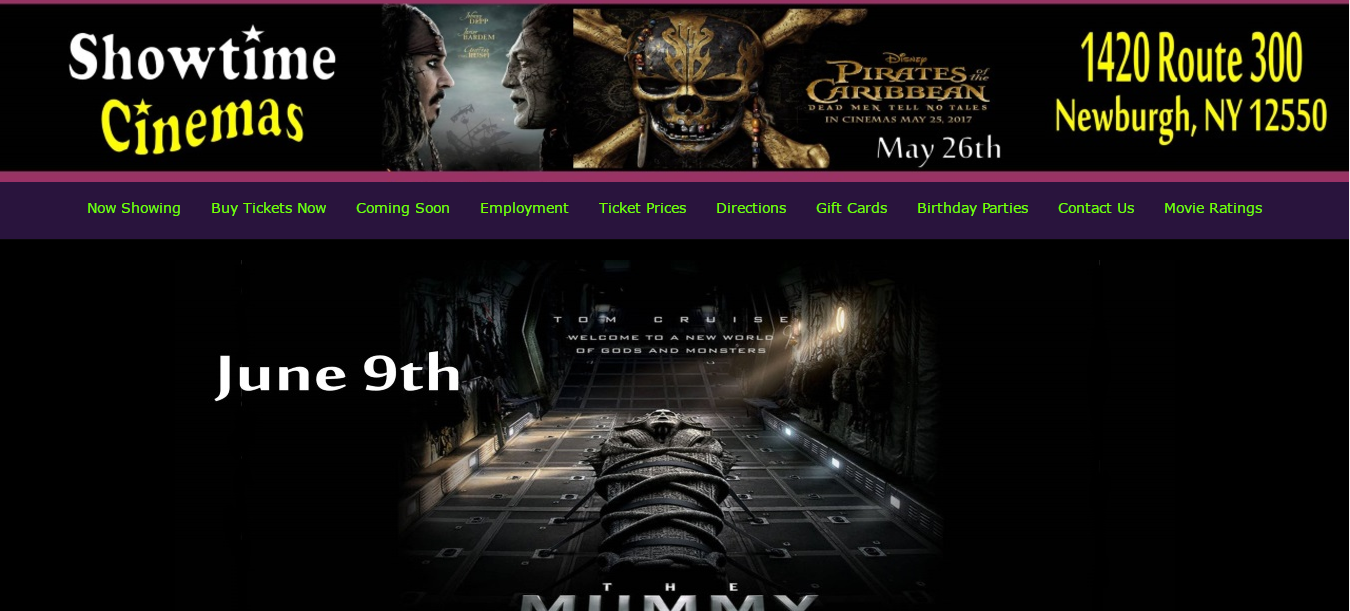 Showtime
Cinemas
Johnny
DEPP
Javier
BARDEM
Disney
PIRATES of the
CARIBBEAN
DEAD MEN TELL NO TALES
IN CINEMAS MAY 25, 2017
May 26th
1420 Route 300
Newburgh, NY 12550
Now Showing
Buy Tickets Now
Coming Soon
Employment
Ticket Prices
Directions
Gift Cards
Birthday Parties
Contact Us
Movie Ratings
TOM CRUISE
WELCOME TO A NEW WORLD
OF GODS AND MONSTERS
June 9th
THE
MUMMY